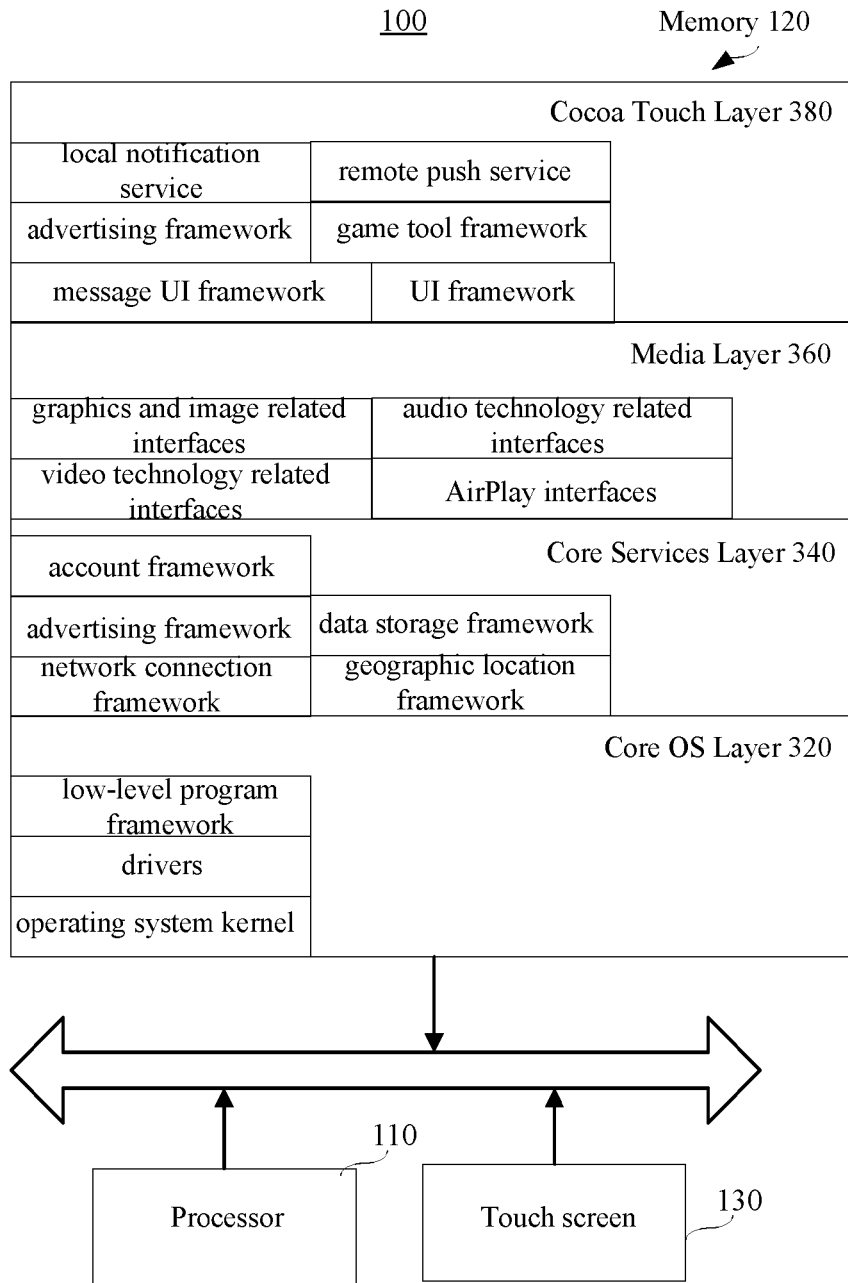 100
Memory 120
Cocoa Touch Layer 380
local notification
service
remote push service
advertising framework
game tool framework
message UI framework
UI framework
Media Layer 360
graphics and image related
interfaces
audio technology related
interfaces
video technology related
interfaces
AirPlay interfaces
Core Services Layer 340
account framework
advertising framework
data storage framework
network connection
framework
geographic location
framework
Core OS Layer 320
low-level program
framework
drivers
operating system kernel
110
Processor
Touch screen
130